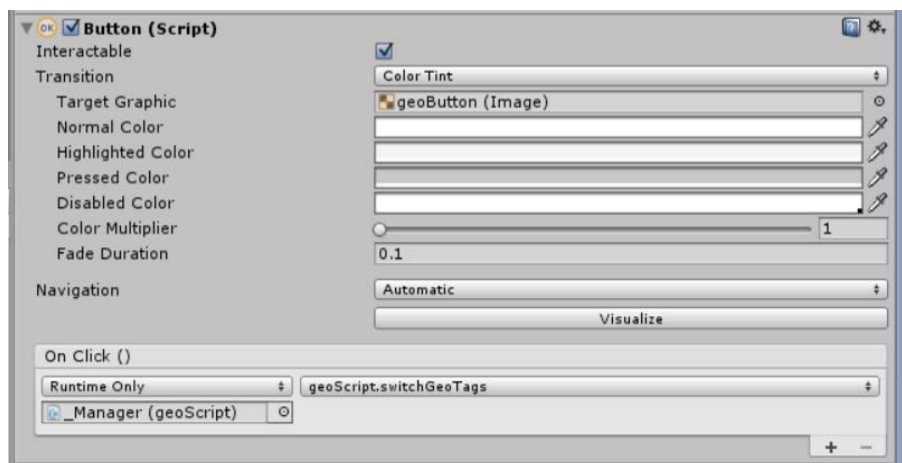 OK Button (Script)
Interactable
Transition Color Tint
Target Graphic geoButton (Image)
Normal Color
Highlighted Color
Pressed Color
Disabled Color
Color Multiplier 1
Fade Duration 0.1
Navigation Automatic
Visualize
On Click ()
Runtime Only geoScript.switchGeoTags
_Manager (geoScript)